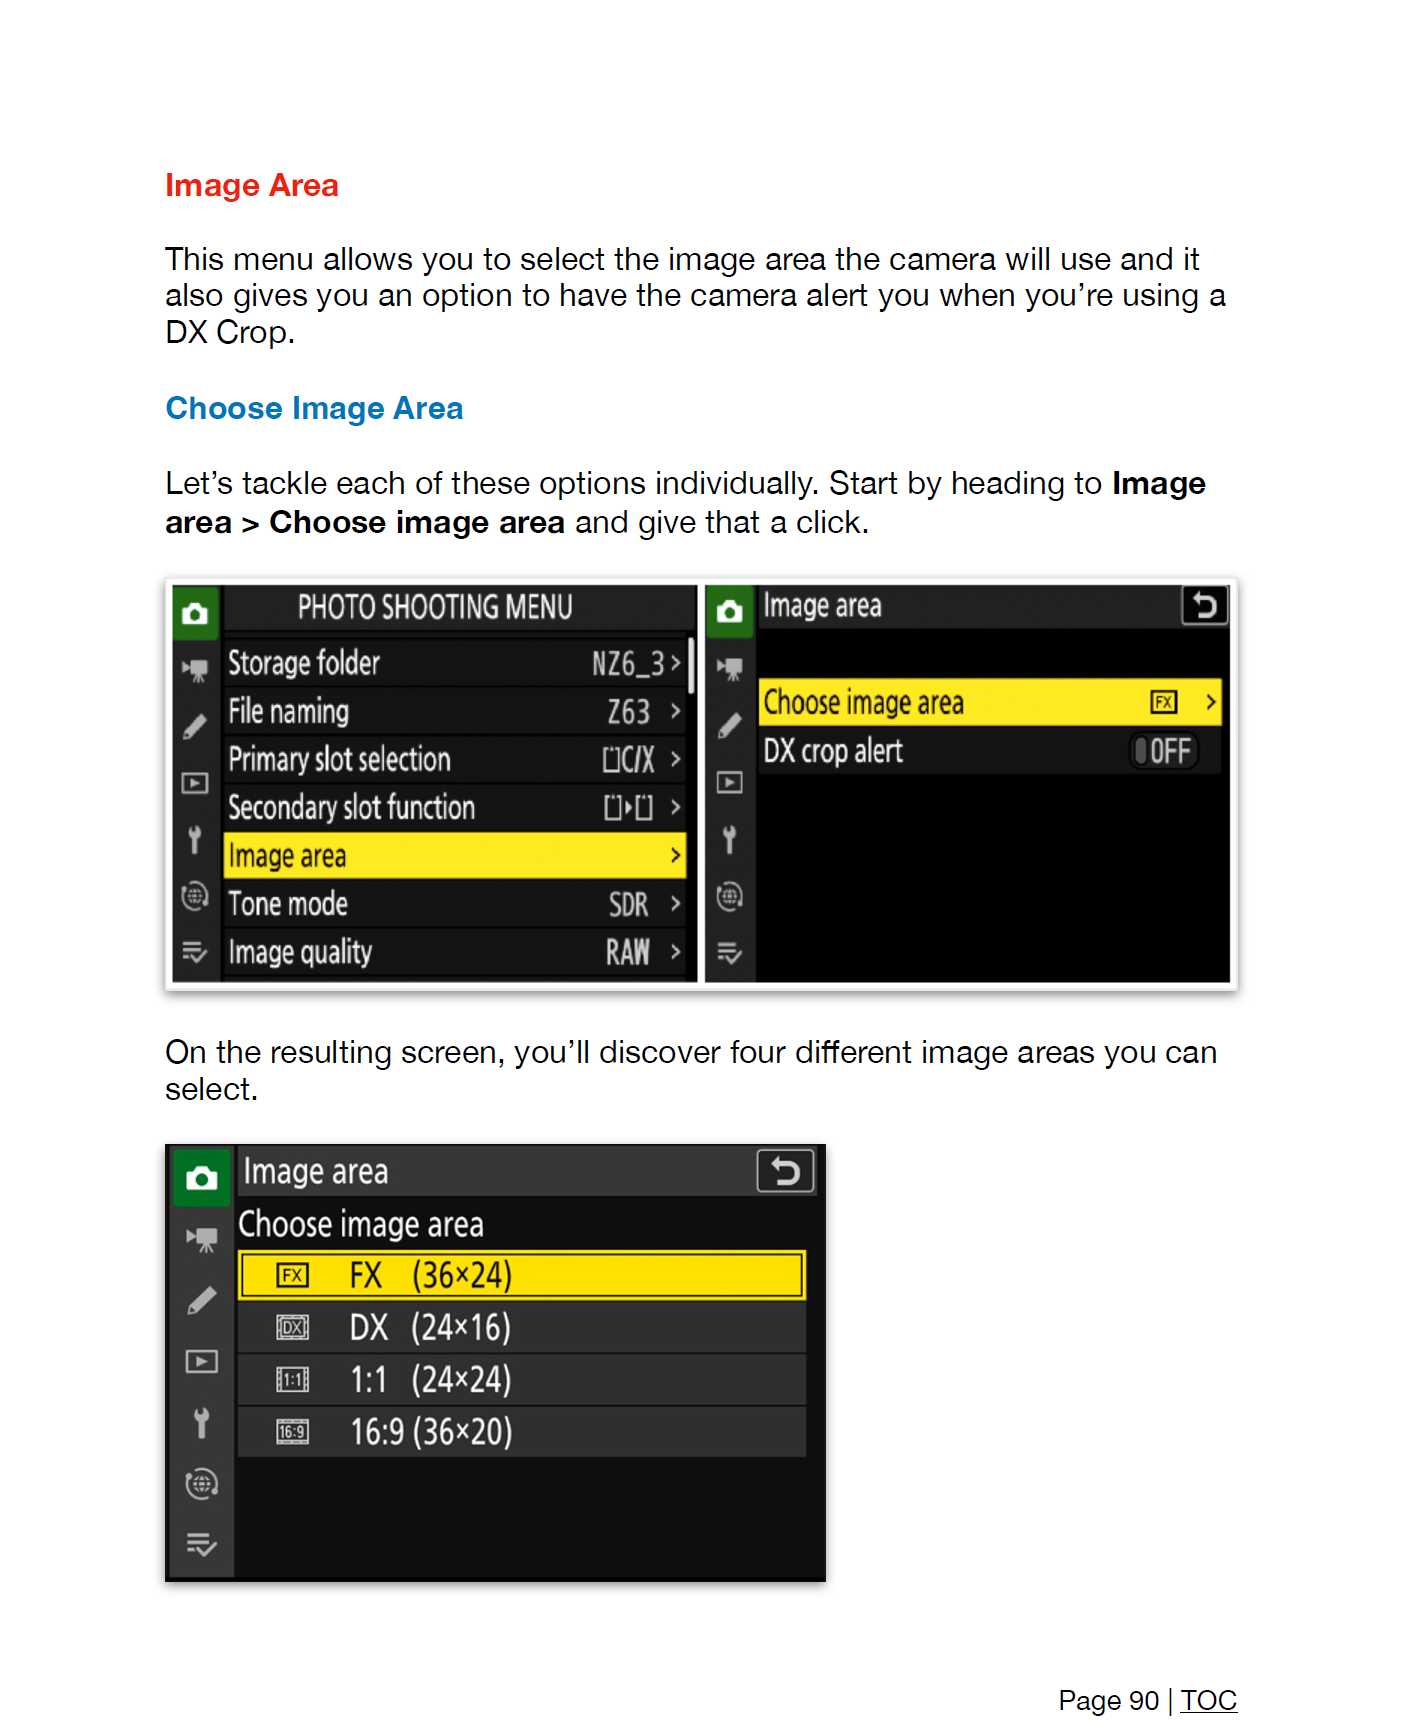 Image Area
This menu allows you to select the image area the camera will use and it
also gives you an option to have the camera alert you when you’re using a
DX Crop.
Choose Image Area
Let’s tackle each of these options individually. Start by heading to Image
area > Choose image area and give that a click.
PHOTO SHOOTING MENU
Storage folder NZ6_3 >
File naming Z63 >
Primary slot selection C/X >
Secondary slot function >
Image area >
Tone mode SDR >
Image quality RAW >
Image area
Choose image area FX >
DX crop alert OFF
On the resulting screen, you’ll discover four different image areas you can
select.
Image area
Choose image area
FX FX (36×24)
DX DX (24×16)
1:1 1:1 (24×24)
16:9 16:9 (36×20)
Page 90 | TOC